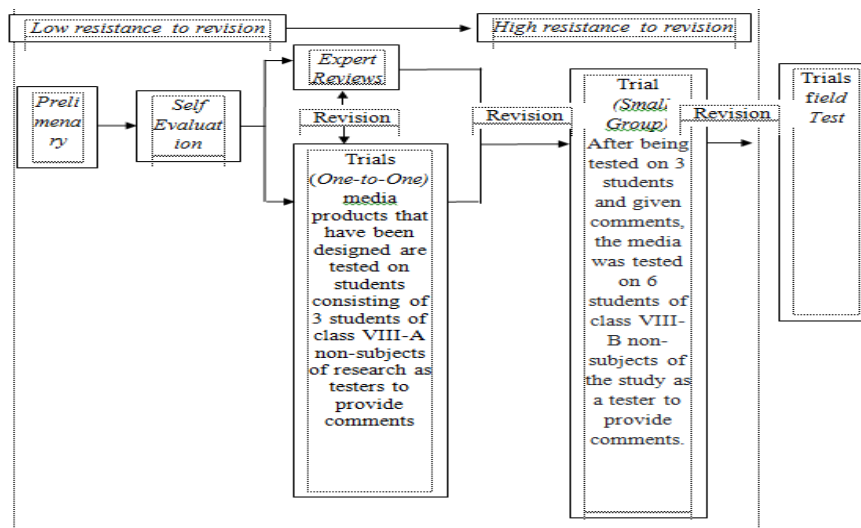 Low resistance to revision
High resistance to revision
Preli
menary
Self
Evaluat
ion
Expert
Reviews
Revision
Trials
(One-to-One)
media
products that
have been
designed are
tested on
students
consisting of
3 students of
class VIII-A
non-subjects
of research as
testers to
provide
comments
Revision
Trial
(Small
Group)
After being
tested on 3
students
and given
comments,
the media
was tested
on 6
students of
class VIII-
B non-
subjects of
the study as
a tester to
provide
comments.
Revision
Trials
field
Test